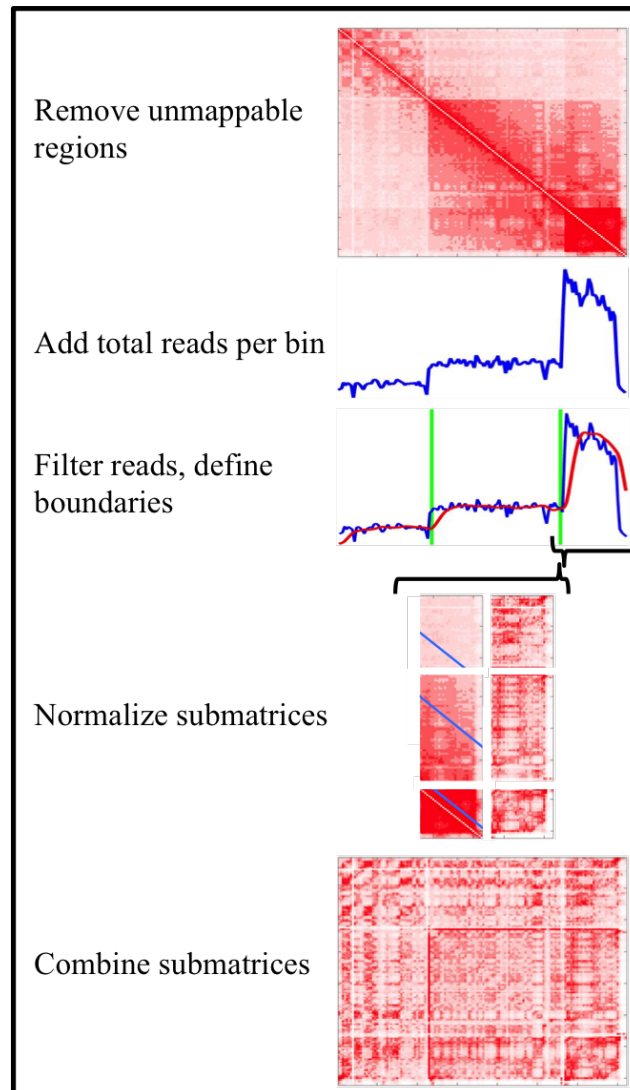 Remove unmappable
regions
Add total reads per bin
Filter reads, define
boundaries
Normalize submatrices
Combine submatrices